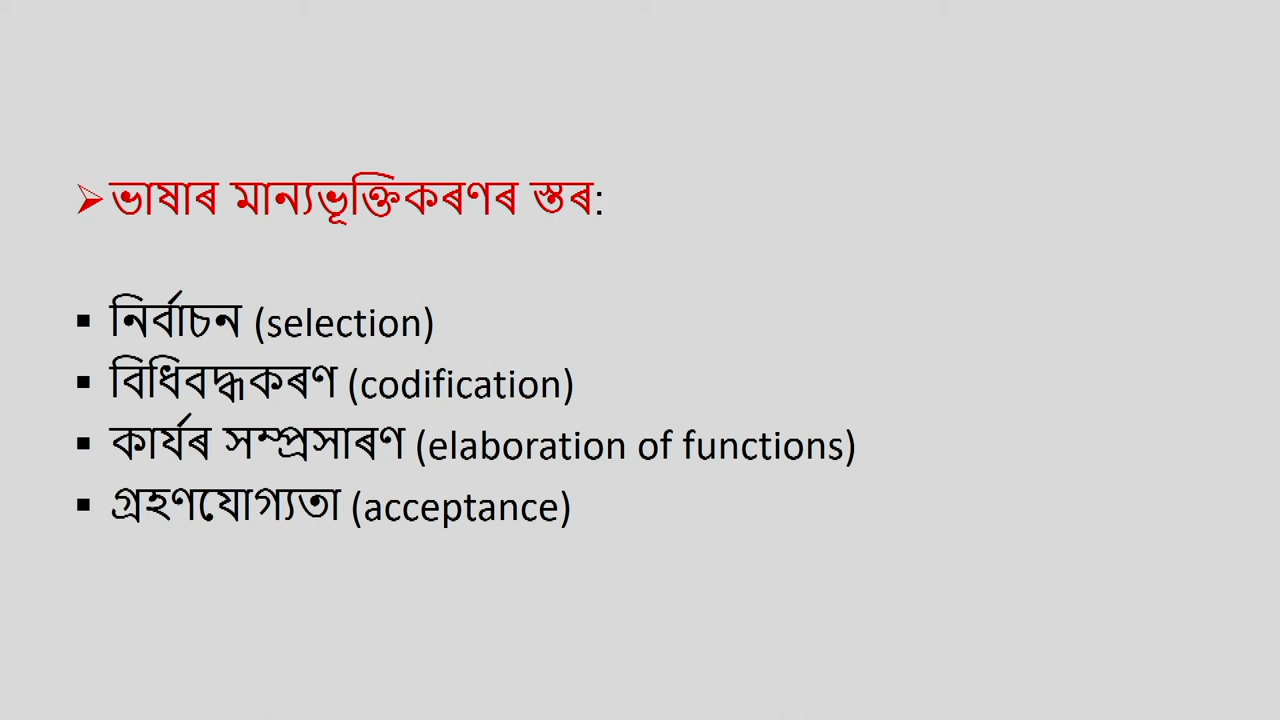 ভাষাৰ মান্যভূক্তিকৰণৰ স্তৰ:
নিৰ্বাচন (selection)
বিধিবদ্ধকৰণ (codification)
কাৰ্যৰ সম্প্ৰসাৰণ (elaboration of functions)
গ্ৰহণযোগ্যতা (acceptance)